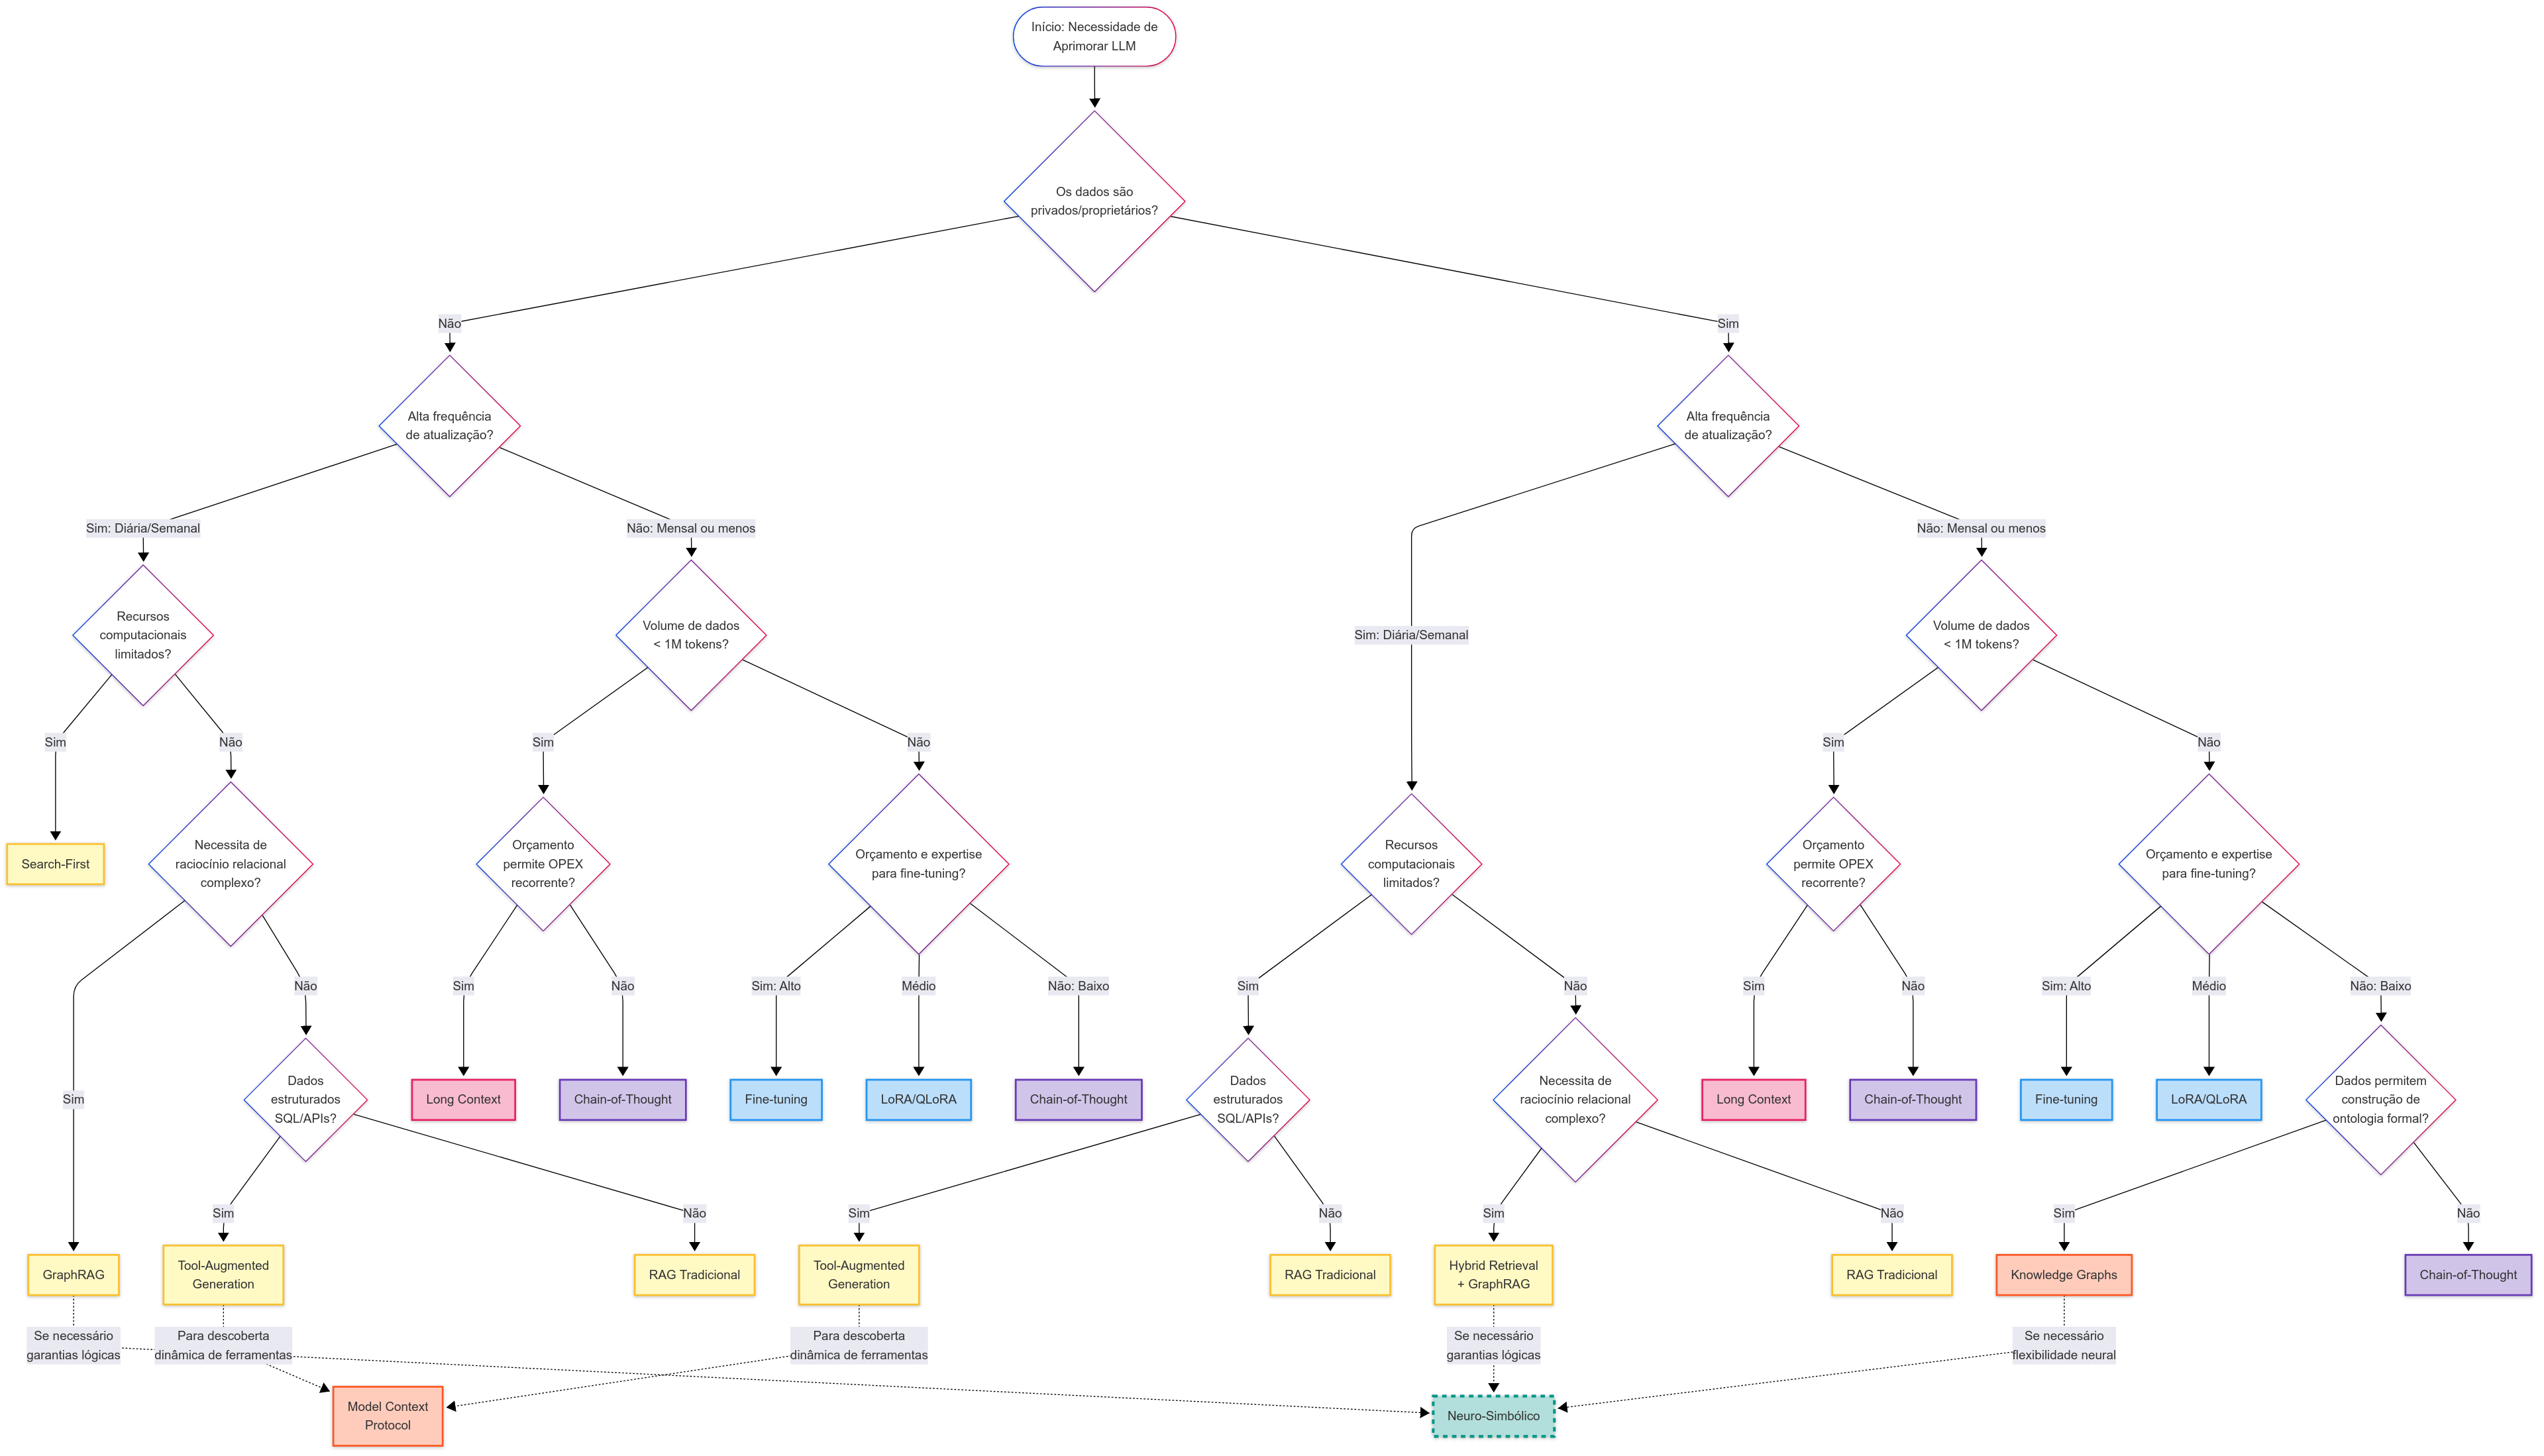 Início: Necessidade de
Aprimorar LLM
Os dados são
privados/proprietários?
Não
Sim
Alta frequência
de atualização?
Alta frequência
de atualização?
Sim: Diária/Semanal
Não: Mensal ou menos
Não: Mensal ou menos
Recursos
computacionais
limitados?
Volume de dados
< 1M tokens?
Sim: Diária/Semanal
Volume de dados
< 1M tokens?
Sim
Não
Sim
Não
Sim
Não
Search-First
Necessita de
raciocínio relacional
complexo?
Orçamento
permite OPEX
recorrente?
Orçamento e expertise
para fine-tuning?
Recursos
computacionais
limitados?
Orçamento
permite OPEX
recorrente?
Orçamento e expertise
para fine-tuning?
Não
Sim
Não
Sim: Alto
Médio
Não: Baixo
Sim
Não
Sim
Não
Sim: Alto
Médio
Não: Baixo
Sim
Dados
estruturados
SQL/APIs?
Long Context
Chain-of-Thought
Fine-tuning
LoRA/QLoRA
Chain-of-Thought
Dados
estruturados
SQL/APIs?
Necessita de
raciocínio relacional
complexo?
Long Context
Chain-of-Thought
Fine-tuning
LoRA/QLoRA
Dados permitem
construção de
ontologia formal?
Sim
Não
Sim
Não
Sim
Não
Sim
Não
GraphRAG
Tool-Augmented
Generation
RAG Tradicional
Tool-Augmented
Generation
RAG Tradicional
Hybrid Retrieval
+ GraphRAG
RAG Tradicional
Knowledge Graphs
Chain-of-Thought
Se necessário
garantias lógicas
Para descoberta
dinâmica de ferramentas
Para descoberta
dinâmica de ferramentas
Se necessário
garantias lógicas
Se necessário
flexibilidade neural
Model Context
Protocol
Neuro-Simbólico